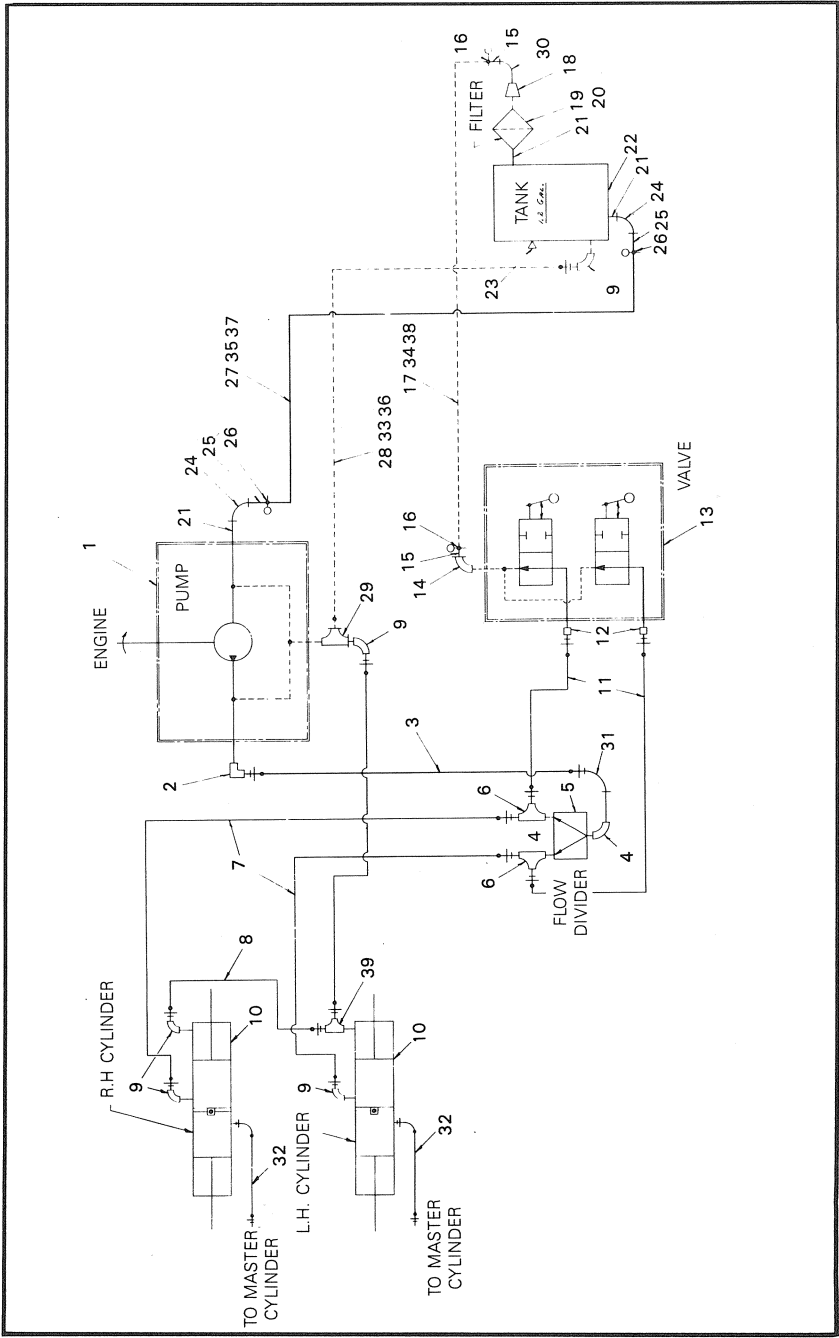 ENGINE
1
PUMP
21
24
25
26
27 35 37
2
R.H CYLINDER
9
8
7
10
32
TO MASTER
CYLINDER
L.H. CYLINDER
9
39
10
32
TO MASTER
CYLINDER
29
9
28 33 36
3
6
4
6
5
31
4
FLOW
DIVIDER
11
12
14
15
16
17 34 38
VALVE
13
16
15
30
18
FILTER
19
20
21
TANK
1.2 GAL.
22
21
24
25
26
23
9